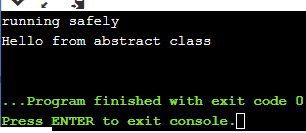 running safely
Hello from abstract class
...Program finished with exit code 0
Press ENTER to exit console.